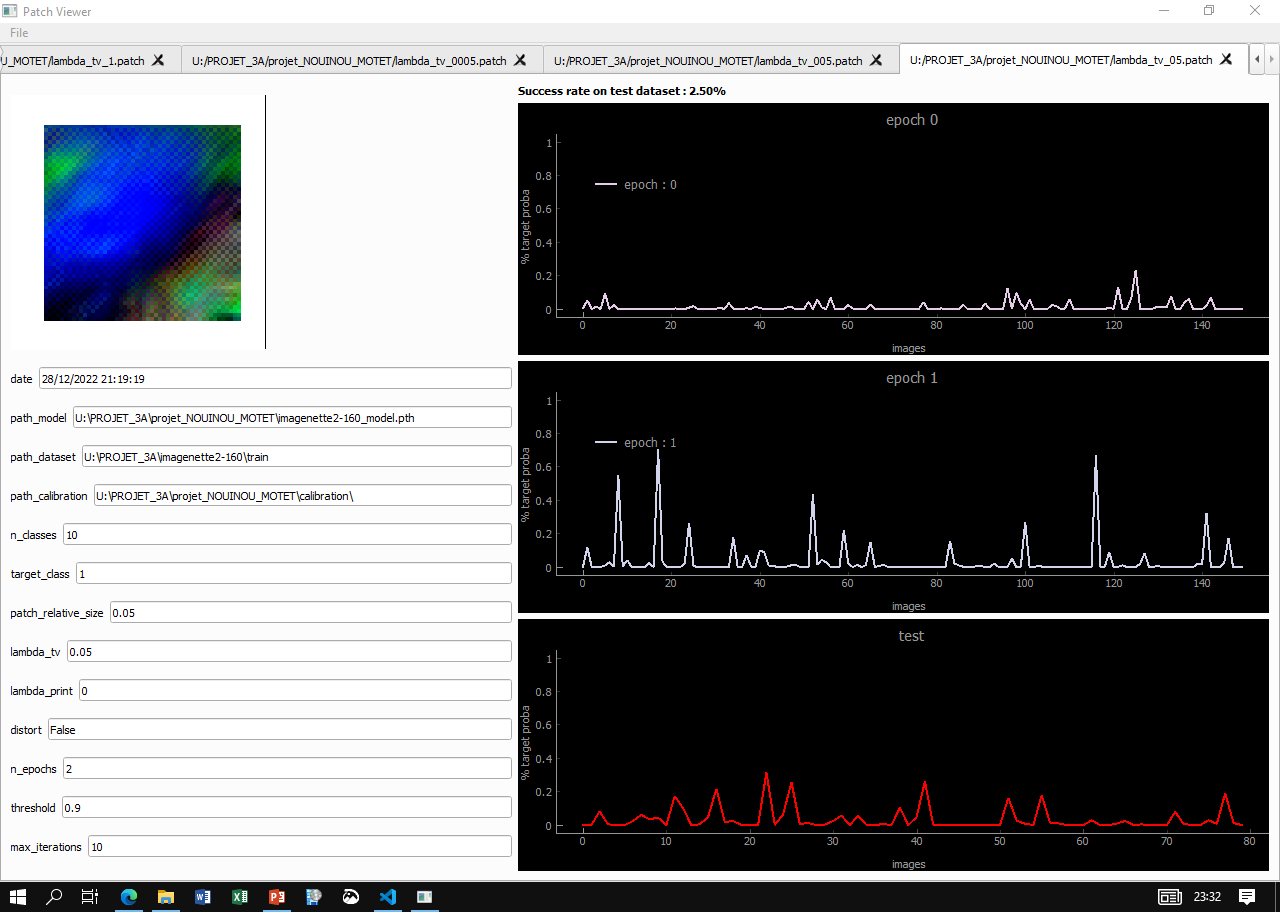 Patch Viewer
File
U_MOTET/lambda_tv_1.patch
U:/PROJET_3A/projet_NOUINOU_MOTET/lambda_tv_0005.patch
U:/PROJET_3A/projet_NOUINOU_MOTET/lambda_tv_005.patch
U:/PROJET_3A/projet_NOUINOU_MOTET/lambda_tv_05.patch
date 28/12/2022 21:19:19
path_model U:\PROJET_3A\projet_NOUINOU_MOTET\imagenette2-160_model.pth
path_dataset U:\PROJET_3A\imagenette2-160\train
path_calibration U:\PROJET_3A\projet_NOUINOU_MOTET\calibration\
n_classes 10
target_class 1
patch_relative_size 0.05
lambda_tv 0.05
lambda_print 0
distort False
n_epochs 2
threshold 0.9
max_iterations 10
Success rate on test dataset : 2.50%
epoch 0
% target proba
1
0.8
0.6
0.4
0.2
0
epoch : 0
0 20 40 60 80 100 120 140
images
epoch 1
% target proba
1
0.8
0.6
0.4
0.2
0
epoch : 1
0 20 40 60 80 100 120 140
images
test
% target proba
1
0.8
0.6
0.4
0.2
0
0 10 20 30 40 50 60 70 80
images
23:32